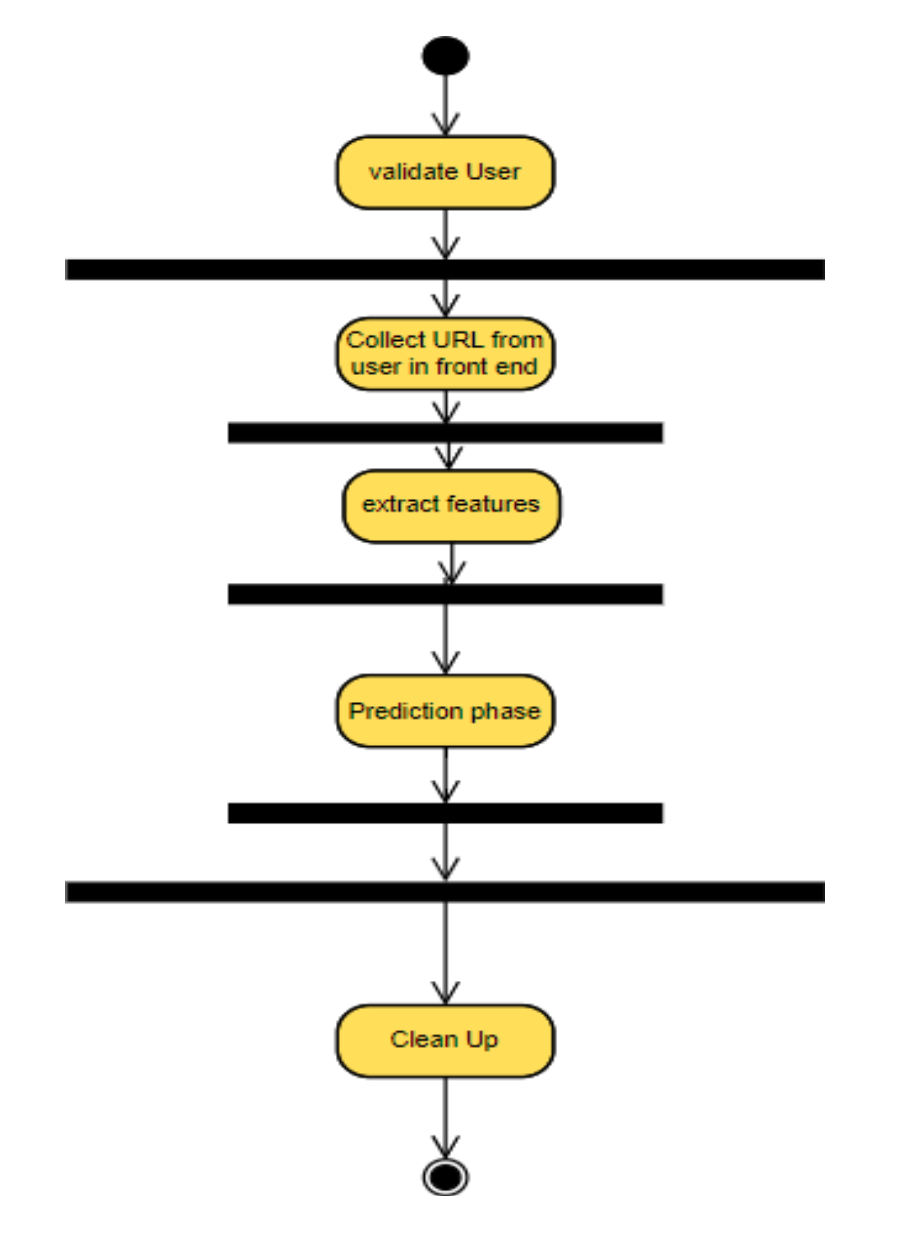 validate User
Collect URL from
user in front end
extract features
Prediction phase
Clean Up